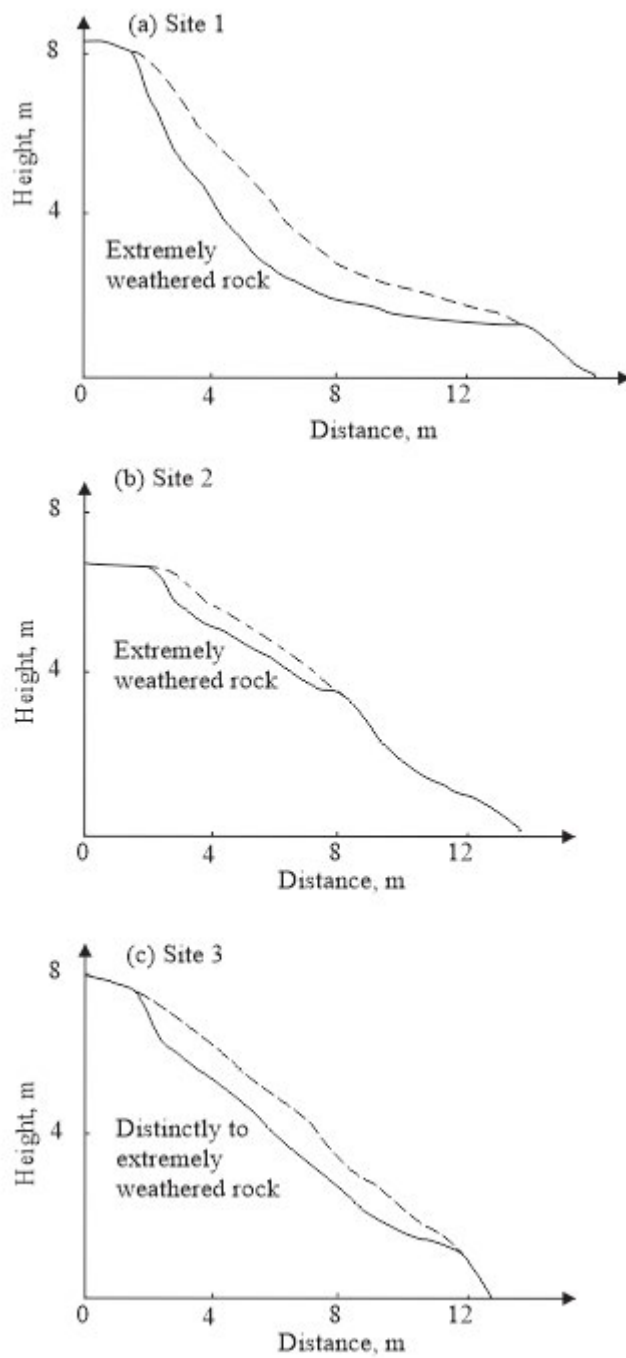 (a) Site 1
8
Height, m
4
Extremely
weathered rock
0
4
8
12
Distance, m
(b) Site 2
8
Height, m
4
Extremely
weathered rock
0
4
8
12
Distance, m
(c) Site 3
8
Height, m
4
Distinctly to
extremely
weathered rock
0
4
8
12
Distance, m